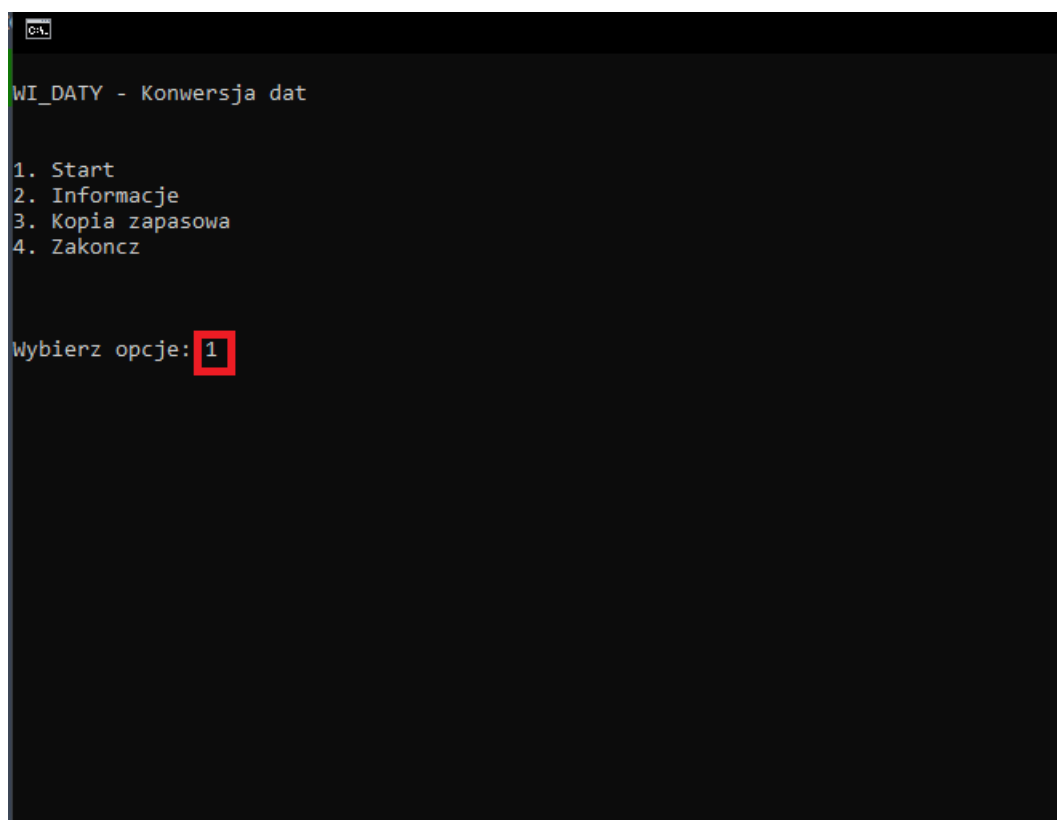 C:\.
WI_DATY - Konwersja dat
1. Start
2. Informacje
3. Kopia zapasowa
4. Zakoncz
Wybierz opcje: 1